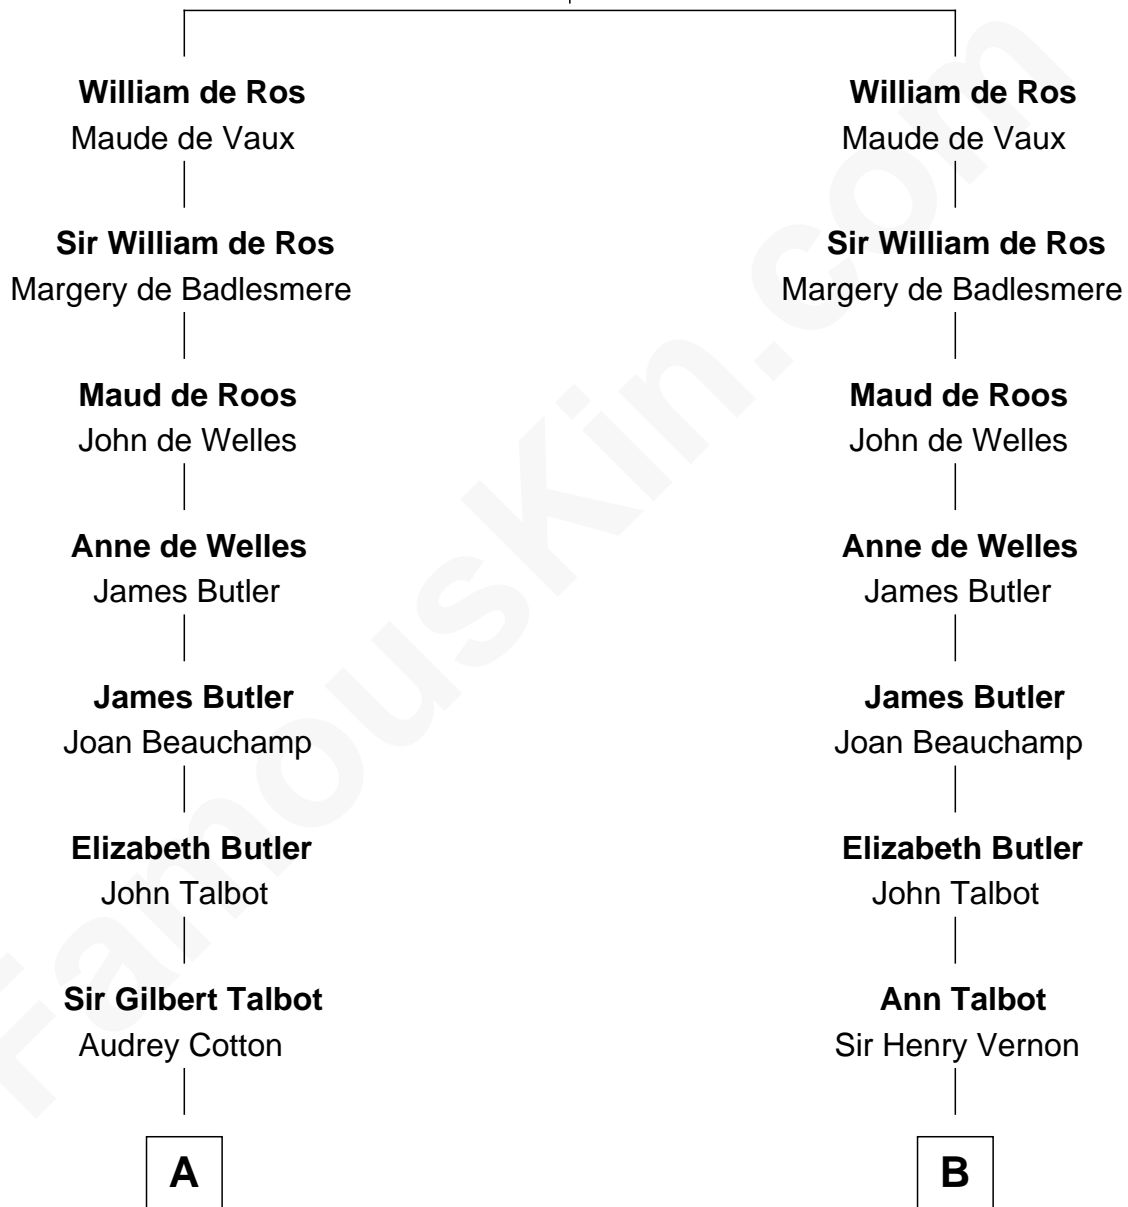 William de Ros
Maude de Vaux
Sir William de Ros
Margery de Badlesmere
Maud de Roos
John de Welles
Anne de Welles
James Butler
James Butler
Joan Beauchamp
Elizabeth Butler
John Talbot
Sir Gilbert Talbot
Audrey Cotton
A
William de Ros
Maude de Vaux
Sir William de Ros
Margery de Badlesmere
Maud de Roos
John de Welles
Anne de Welles
James Butler
James Butler
Joan Beauchamp
Elizabeth Butler
John Talbot
Ann Talbot
Sir Henry Vernon
B
FamousKin.com